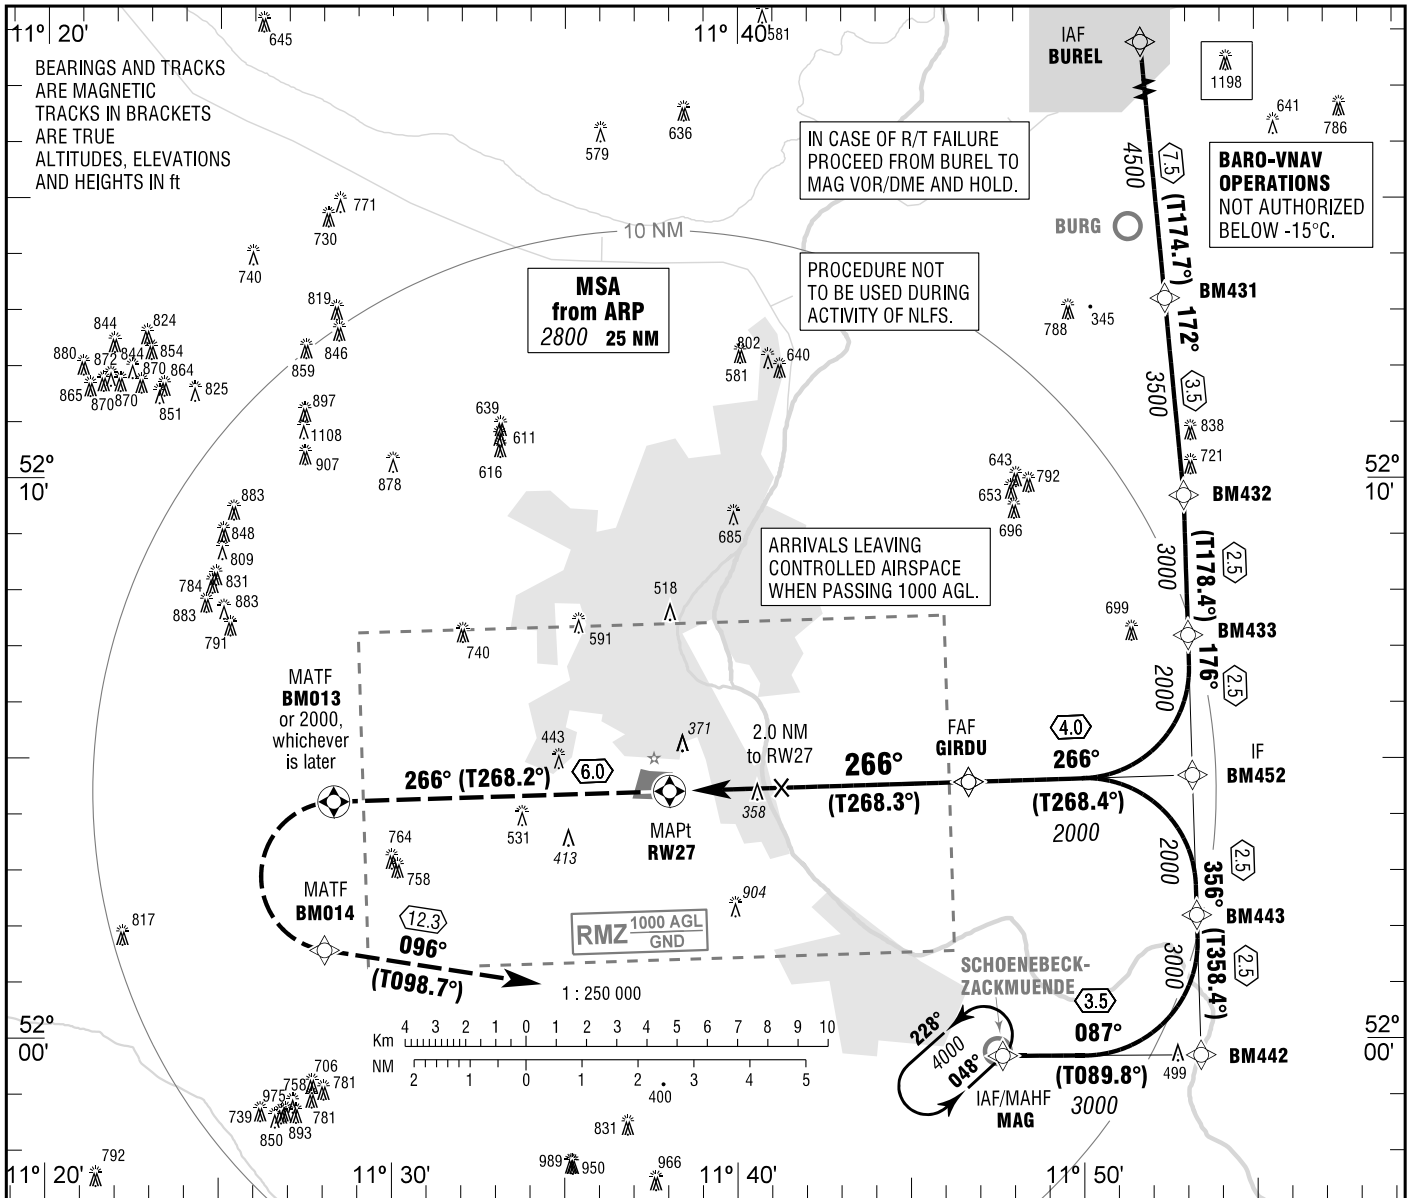 11° 20'
645
11° 40'
581
IAF
BUREL
1198
641
786
BEARINGS AND TRACKS
ARE MAGNETIC
TRACKS IN BRACKETS
ARE TRUE
ALTITUDES, ELEVATIONS
AND HEIGHTS IN ft
579
636
IN CASE OF R/T FAILURE
PROCEED FROM BUREL TO
MAG VOR/DME AND HOLD.
4500
7.5
(T174.7°)
BARO-VNAV
OPERATIONS
NOT AUTHORIZED
BELOW -15°C.
771
730
740
10 NM
BURG
MSA
from ARP
2800 25 NM
PROCEDURE NOT
TO BE USED DURING
ACTIVITY OF NLFS.
BM431
172°
788
345
819
846
859
844
824
854
880
872
844
870
864
825
865
870
870
851
802
581
640
3500
3.5
838
721
897
1108
907
878
639
611
616
643
792
653
696
52°
10'
52°
10'
BM432
883
848
809
784
831
883
883
791
685
ARRIVALS LEAVING
CONTROLLED AIRSPACE
WHEN PASSING 1000 AGL.
3000
(T178.4°)
2.5
518
740
591
699
BM433
176°
2000
2.5
MATF
BM013
or 2000,
whichever
is later
443
371
2.0 NM
to RW27
FAF
GIRDU
4.0
IF
BM452
266° (T268.2°)
6.0
266°
(T268.3°)
266°
(T268.4°)
2000
358
MAPt
RW27
531
413
764
758
2000
356°
2.5
BM443
MATF
BM014
12.3
096°
(T098.7°)
817
904
RMZ 1000 AGL
GND
SCHOENEBECK-
ZACKMUENDE
3000
(T358.4°)
2.5
1 : 250 000
Km
4 3 2 1 0 1 2 3 4 5 6 7 8 9 10
NM
2 1 0 1 2 3 4 5
228°
4000
048°
3.5
087°
(T089.8°)
3000
499
BM442
IAF/MAHF
MAG
52°
00'
52°
00'
706
758
781
975
739
850
893
781
400
831
989
950
966
792
11° 20'
11° 30'
11° 40'
11° 50'